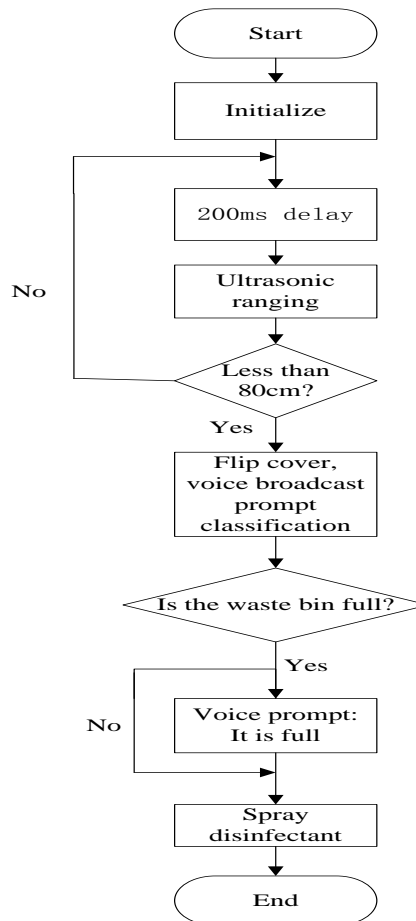 Start
Initialize
200ms delay
No
Ultrasonic
ranging
Less than
80cm?
Yes
Flip cover,
voice broadcast
prompt
classification
Is the waste bin full?
Yes
No
Voice prompt:
It is full
Spray
disinfectant
End